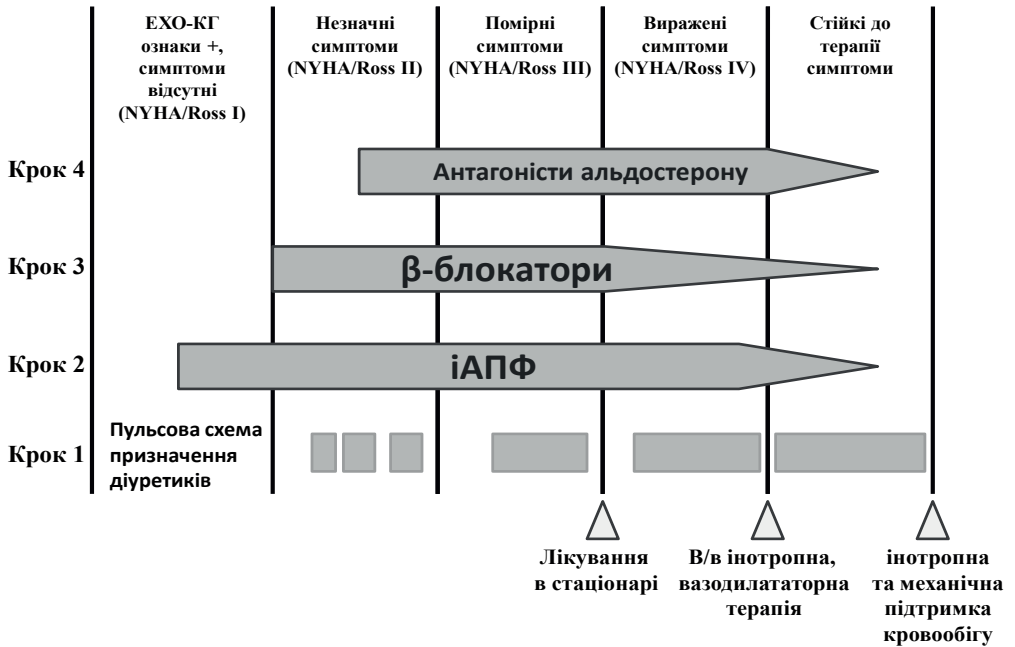 ЕХО-КГ
ознаки +,
симптоми
відсутні
(NYHA/Ross I)
Незначні
симптоми
(NYHA/Ross II)
Помірні
симптоми
(NYHA/Ross III)
Виражені
симптоми
(NYHA/Ross IV)
Стійкі до
терапії
симптоми
Крок 4
Антагоністи альдостерону
Крок 3
β-блокатори
Крок 2
іАПФ
Крок 1
Пульсова схема
призначення
діуретиків
Лікування
в стаціонарі
В/в інотропна,
вазодилататорна
терапія
інотропна
та механічна
підтримка
кровообігу